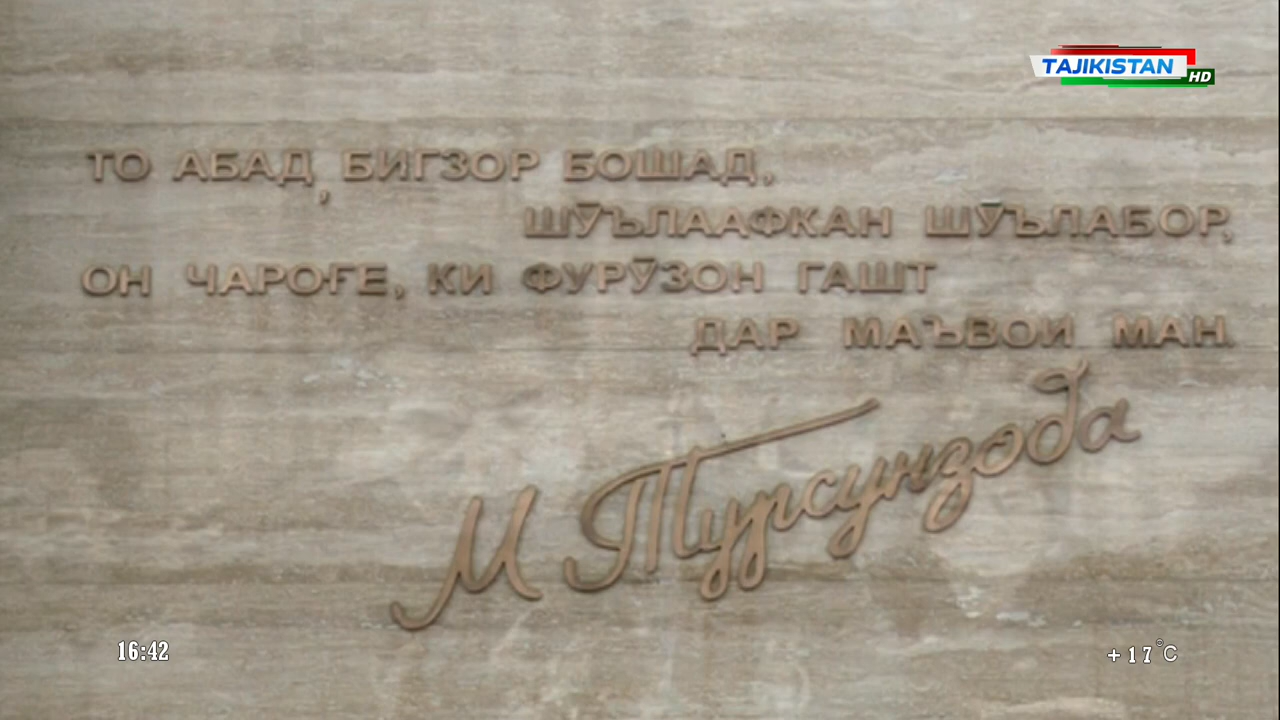 TAJIKISTAN HD
ТО АБАД, БИГЗОР БОШАД,
ШӮЪЛААФКАН ШӮЪЛАБОР,
ОН ЧАРОҒЕ, КИ ФУРӮЗОН ГАШТ
ДАР МАЪВОИ МАН.
М Турсунзода
16:42
+17°C